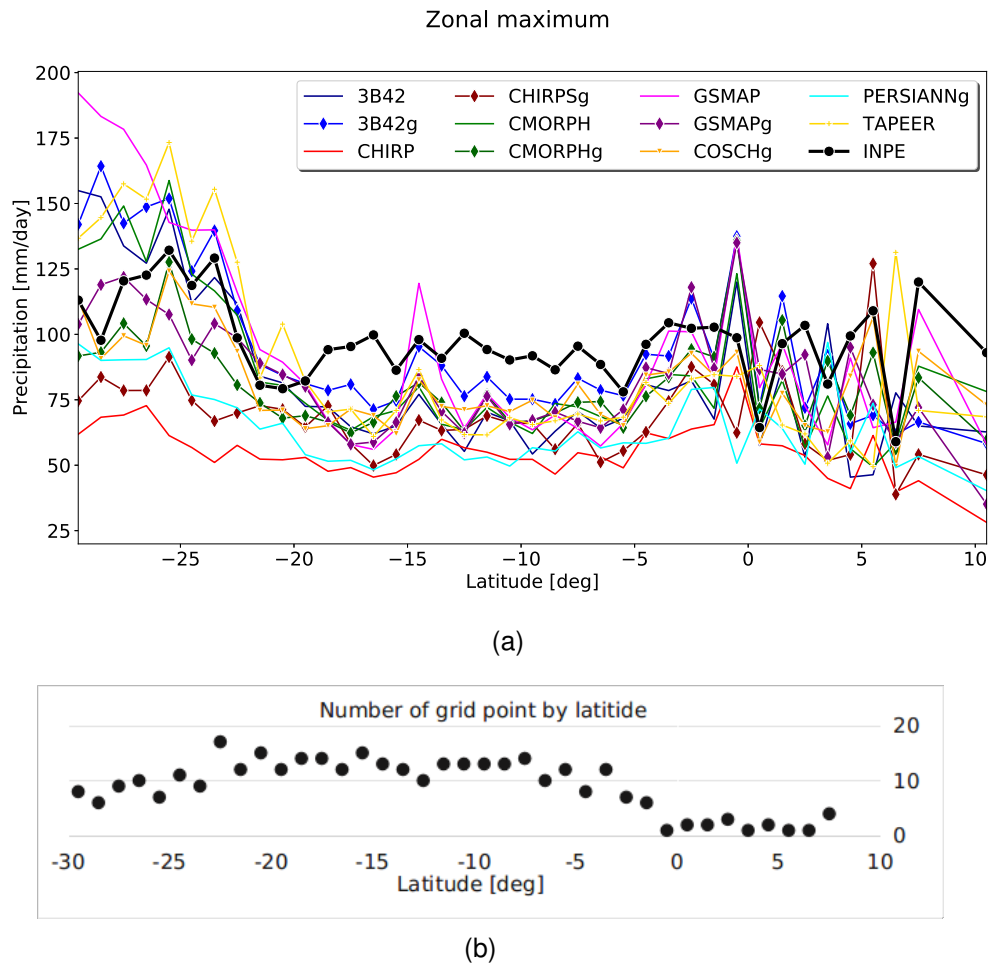 Zonal maximum
200
175
150
125
100
75
50
25
Precipitation [mm/day]
3B42 CHIRPSg GSMAP PERSIANNg
3B42g CMORPH GSMAPg TAPEER
CHIRP CMORPHg COSCHg INPE
−25 −20 −15 −10 −5 0 5 10
Latitude [deg]
(a)
Number of grid point by latitide
20
10
0
-30 -25 -20 -15 -10 -5 0 5 10
Latitude [deg]
(b)